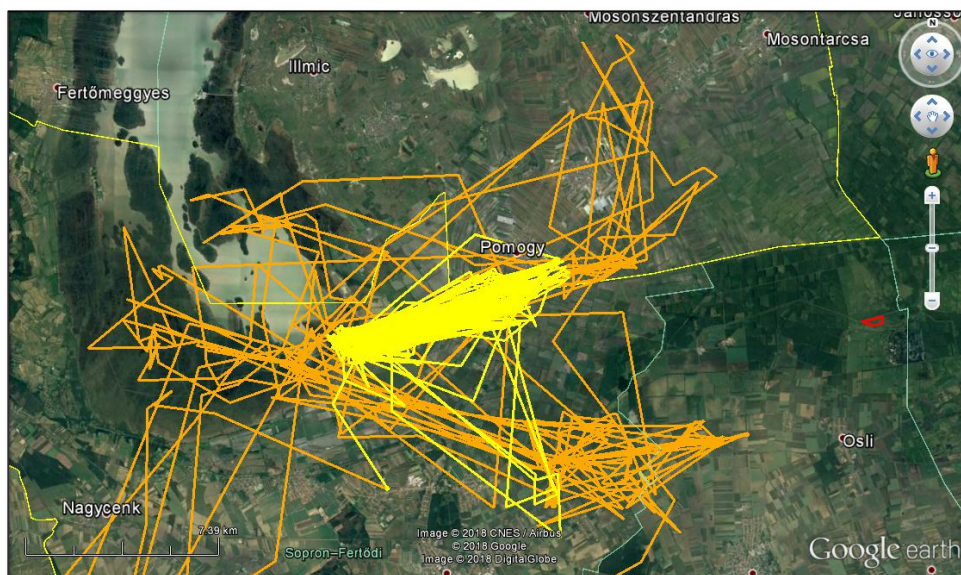 Mosonszentandras
Mosontarcsa
Illmic
Fertőmeggyes
N
Pomogy
Osli
Nagycenk
7.39 km
Sopron–Fertődi
Image © 2018 CNES / Airbus
© 2018 Google
Image © 2018 DigitalGlobe
Google earth